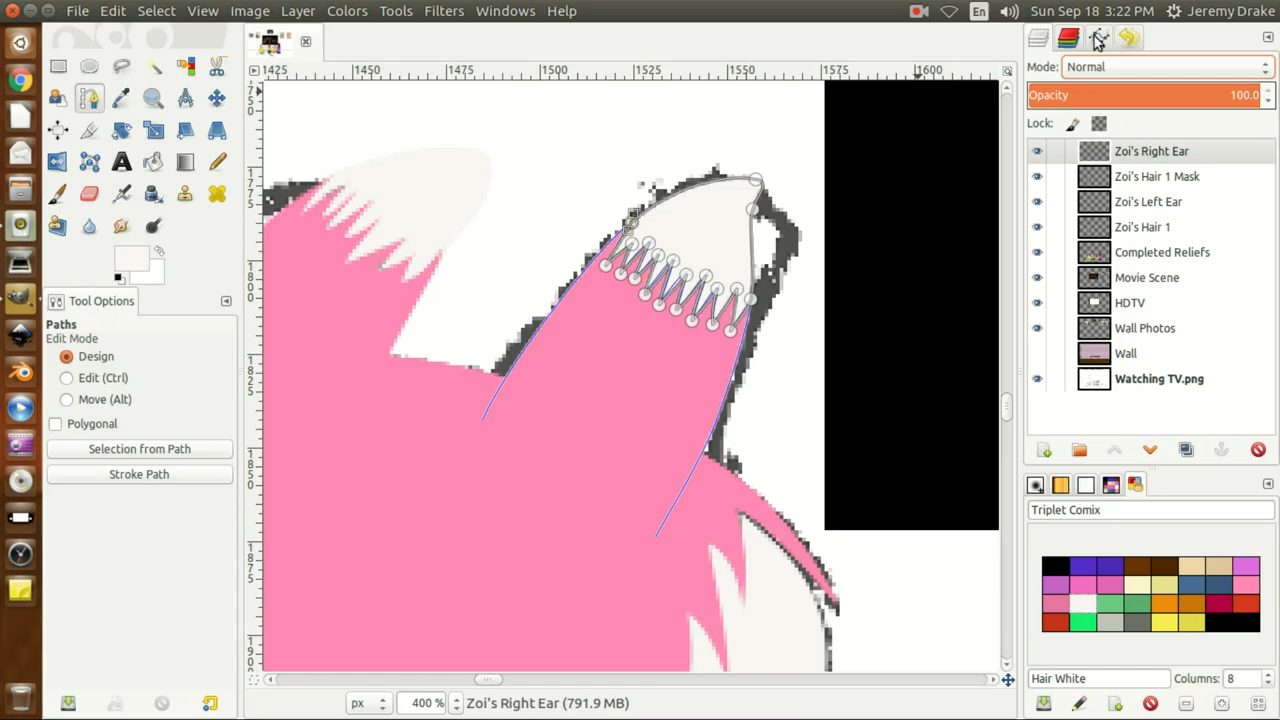 File Edit Select View Image Layer Colors Tools Filters Windows Help En Sun Sep 18 3:22 PM Jeremy Drake
1425 1450 1475 1500 1525 1550 1575 1600
Mode: Normal
Opacity 100.0
Lock:
Zoi's Right Ear
Zoi's Hair 1 Mask
Zoi's Left Ear
Zoi's Hair 1
Completed Reliefs
Movie Scene
HDTV
Wall Photos
Wall
Watching TV.png
Tool Options
Paths
Edit Mode
Design
Edit (Ctrl)
Move (Alt)
Polygonal
Selection from Path
Stroke Path
Triplet Comix
Hair White Columns: 8
px 400 % Zoi's Right Ear (791.9 MB)